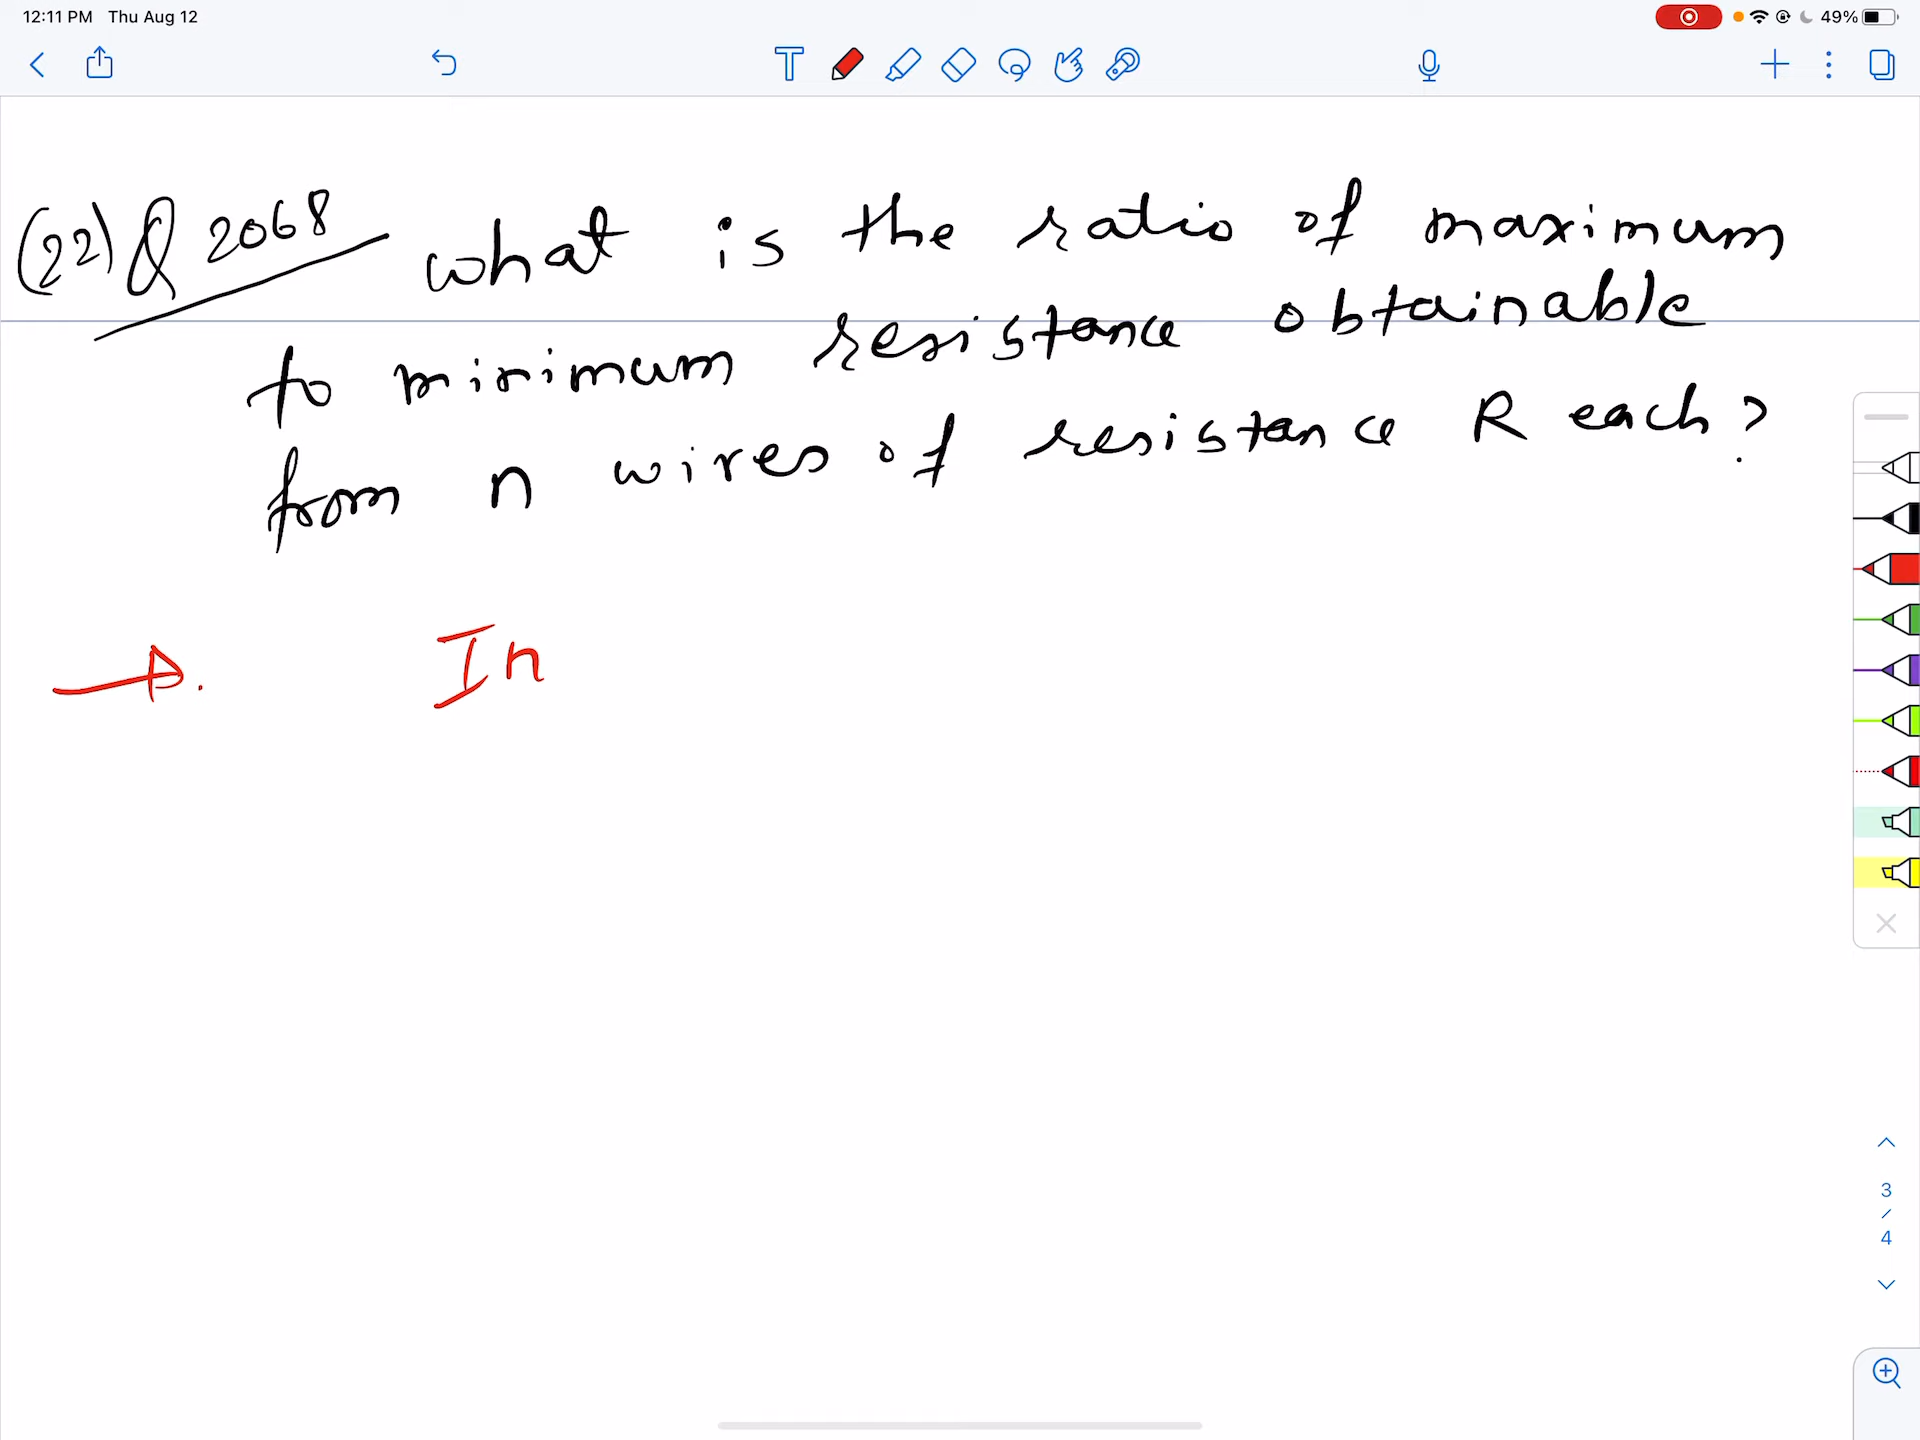 12:11 PM Thu Aug 12
49%
(22) Q 2068 what is the ratio of maximum
to minimum resistance obtainable
from n wires of resistance R each?
In
3
/
4